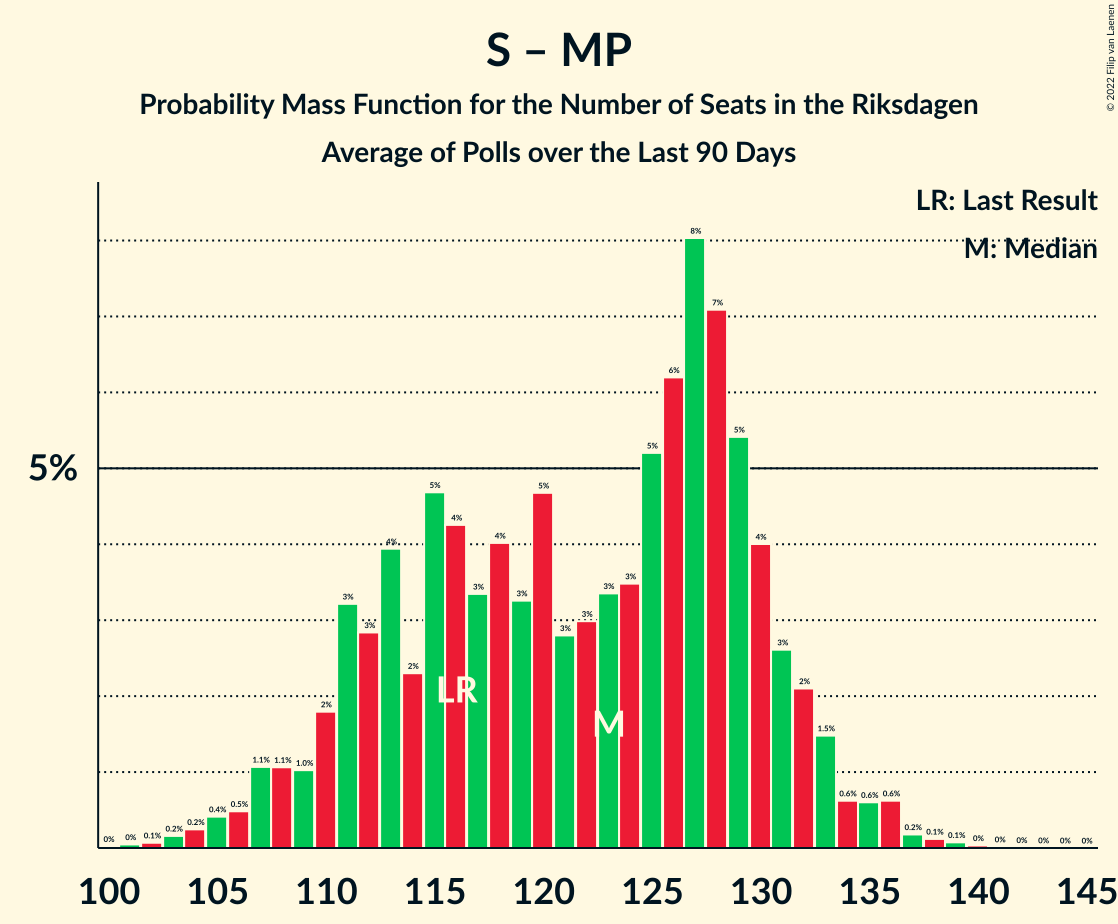 © 2022 Filip van Laenen
S – MP
Probability Mass Function for the Number of Seats in the Riksdagen
Average of Polls over the Last 90 Days
LR: Last Result
M: Median
5%
0% 0% 0.1% 0.2% 0.2% 0.4% 0.5% 1.1% 1.1% 1.0% 2% 3% 3% 4% 2% 5% 4% 3% 4% 3% 5% 3% 3% 3% 3% 5% 6% 8% 7% 5% 4% 3% 2% 1.5% 0.6% 0.6% 0.6% 0.2% 0.1% 0.1% 0% 0% 0% 0% 0% 0%
LR
M
100 105 110 115 120 125 130 135 140 145